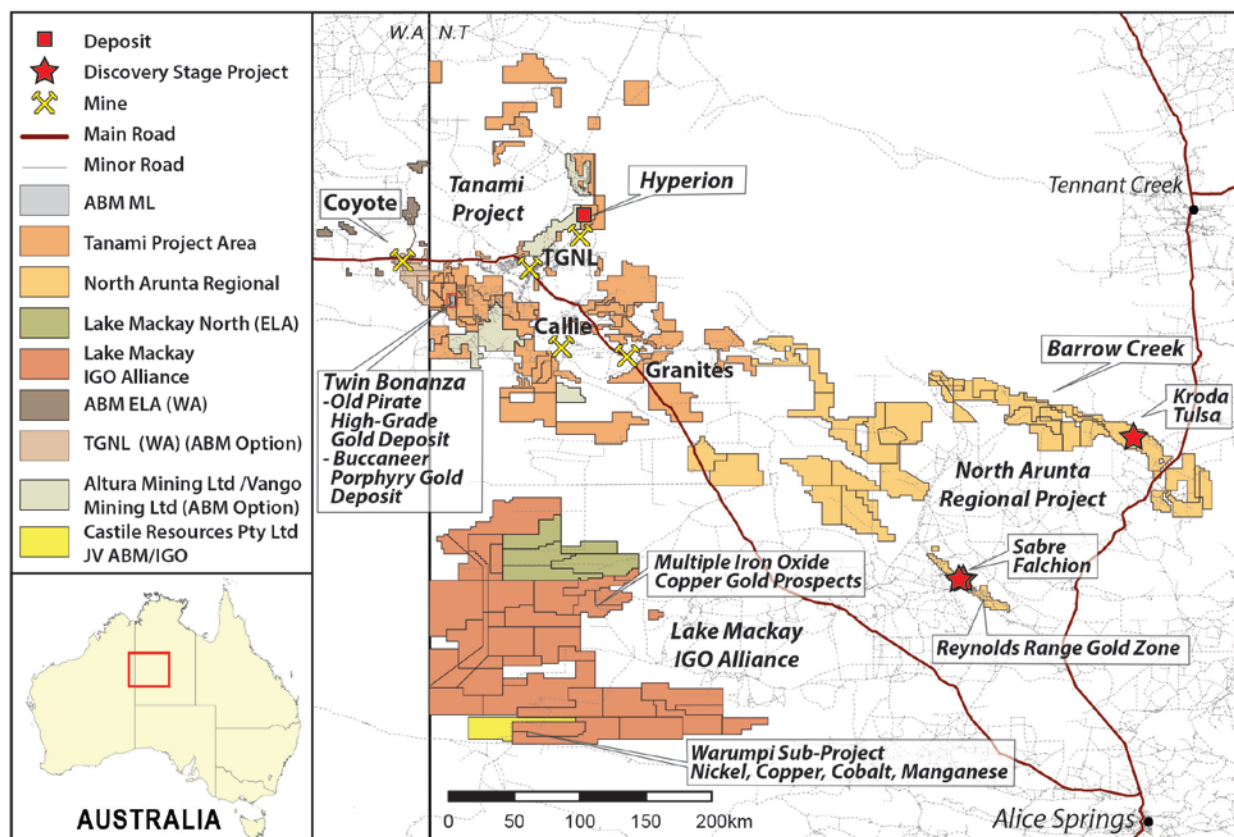 Deposit
Discovery Stage Project
Mine
Main Road
Minor Road
ABM ML
Tanami Project Area
North Arunta Regional
Lake Mackay North (ELA)
Lake Mackay
IGO Alliance
ABM ELA (WA)
TGNL (WA) (ABM Option)
Altura Mining Ltd /Vango
Mining Ltd (ABM Option)
Castile Resources Pty Ltd
JV ABM/IGO
AUSTRALIA
W.A
N.T
Tanami
Project
Hyperion
Coyote
TGNL
Callie
Granites
Twin Bonanza
-Old Pirate
High-Grade
Gold Deposit
- Buccaneer
Porphyry Gold
Deposit
Tennant Creek
Barrow Creek
Kroda
Tulsa
North Arunta
Regional Project
Sabre
Falchion
Reynolds Range Gold Zone
Multiple Iron Oxide
Copper Gold Prospects
Lake Mackay
IGO Alliance
Warumpi Sub-Project
Nickel, Copper, Cobalt, Manganese
0 50 100 150 200km
Alice Springs